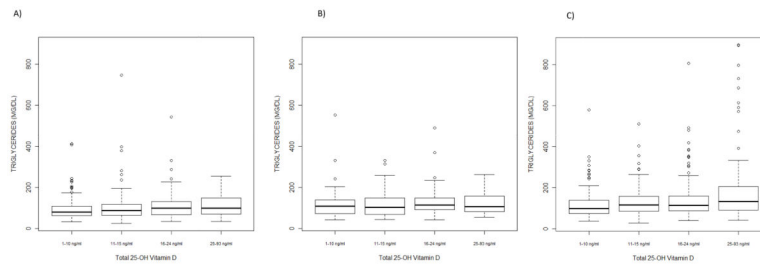 A)
TRIGLYCERIDES (MG/DL)
800
600
400
200
0
1-10 ng/ml 11-15 ng/ml 16-24 ng/ml 25-83 ng/ml
Total 25-OH Vitamin D
B)
TRIGLYCERIDES (MG/DL)
800
600
400
200
0
1-10 ng/ml 11-15 ng/ml 16-24 ng/ml 25-83 ng/ml
Total 25-OH Vitamin D
C)
TRIGLYCERIDES (MG/DL)
800
600
400
200
0
1-10 ng/ml 11-15 ng/ml 16-24 ng/ml 25-83 ng/ml
Total 25-OH Vitamin D